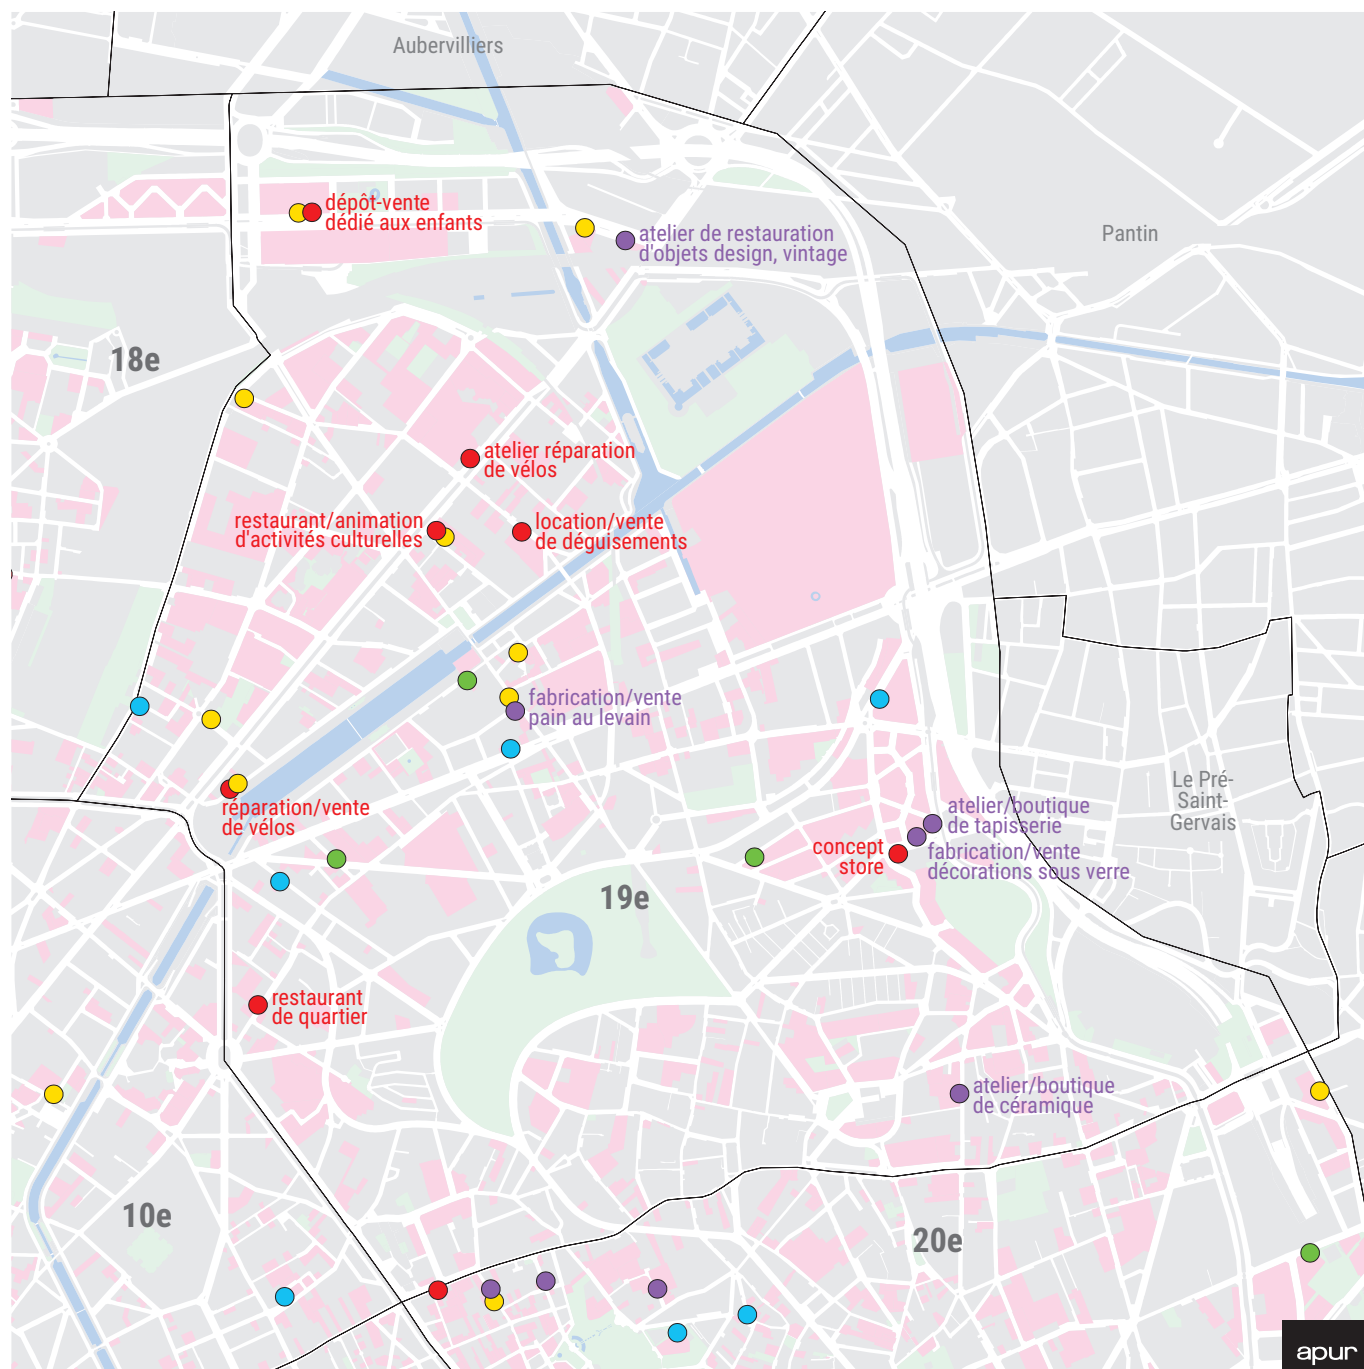 Aubervilliers
dépôt-vente
dédié aux enfants
atelier de restauration
d'objets design, vintage
Pantin
18e
atelier réparation
de vélos
restaurant/animation
d'activités culturelles
location/vente
de déguisements
fabrication/vente
pain au levain
réparation/vente
de vélos
Le Pré-
Saint-
Gervais
atelier/boutique
de tapisserie
concept
store
fabrication/vente
décorations sous verre
19e
restaurant
de quartier
atelier/boutique
de céramique
10e
20e
apur